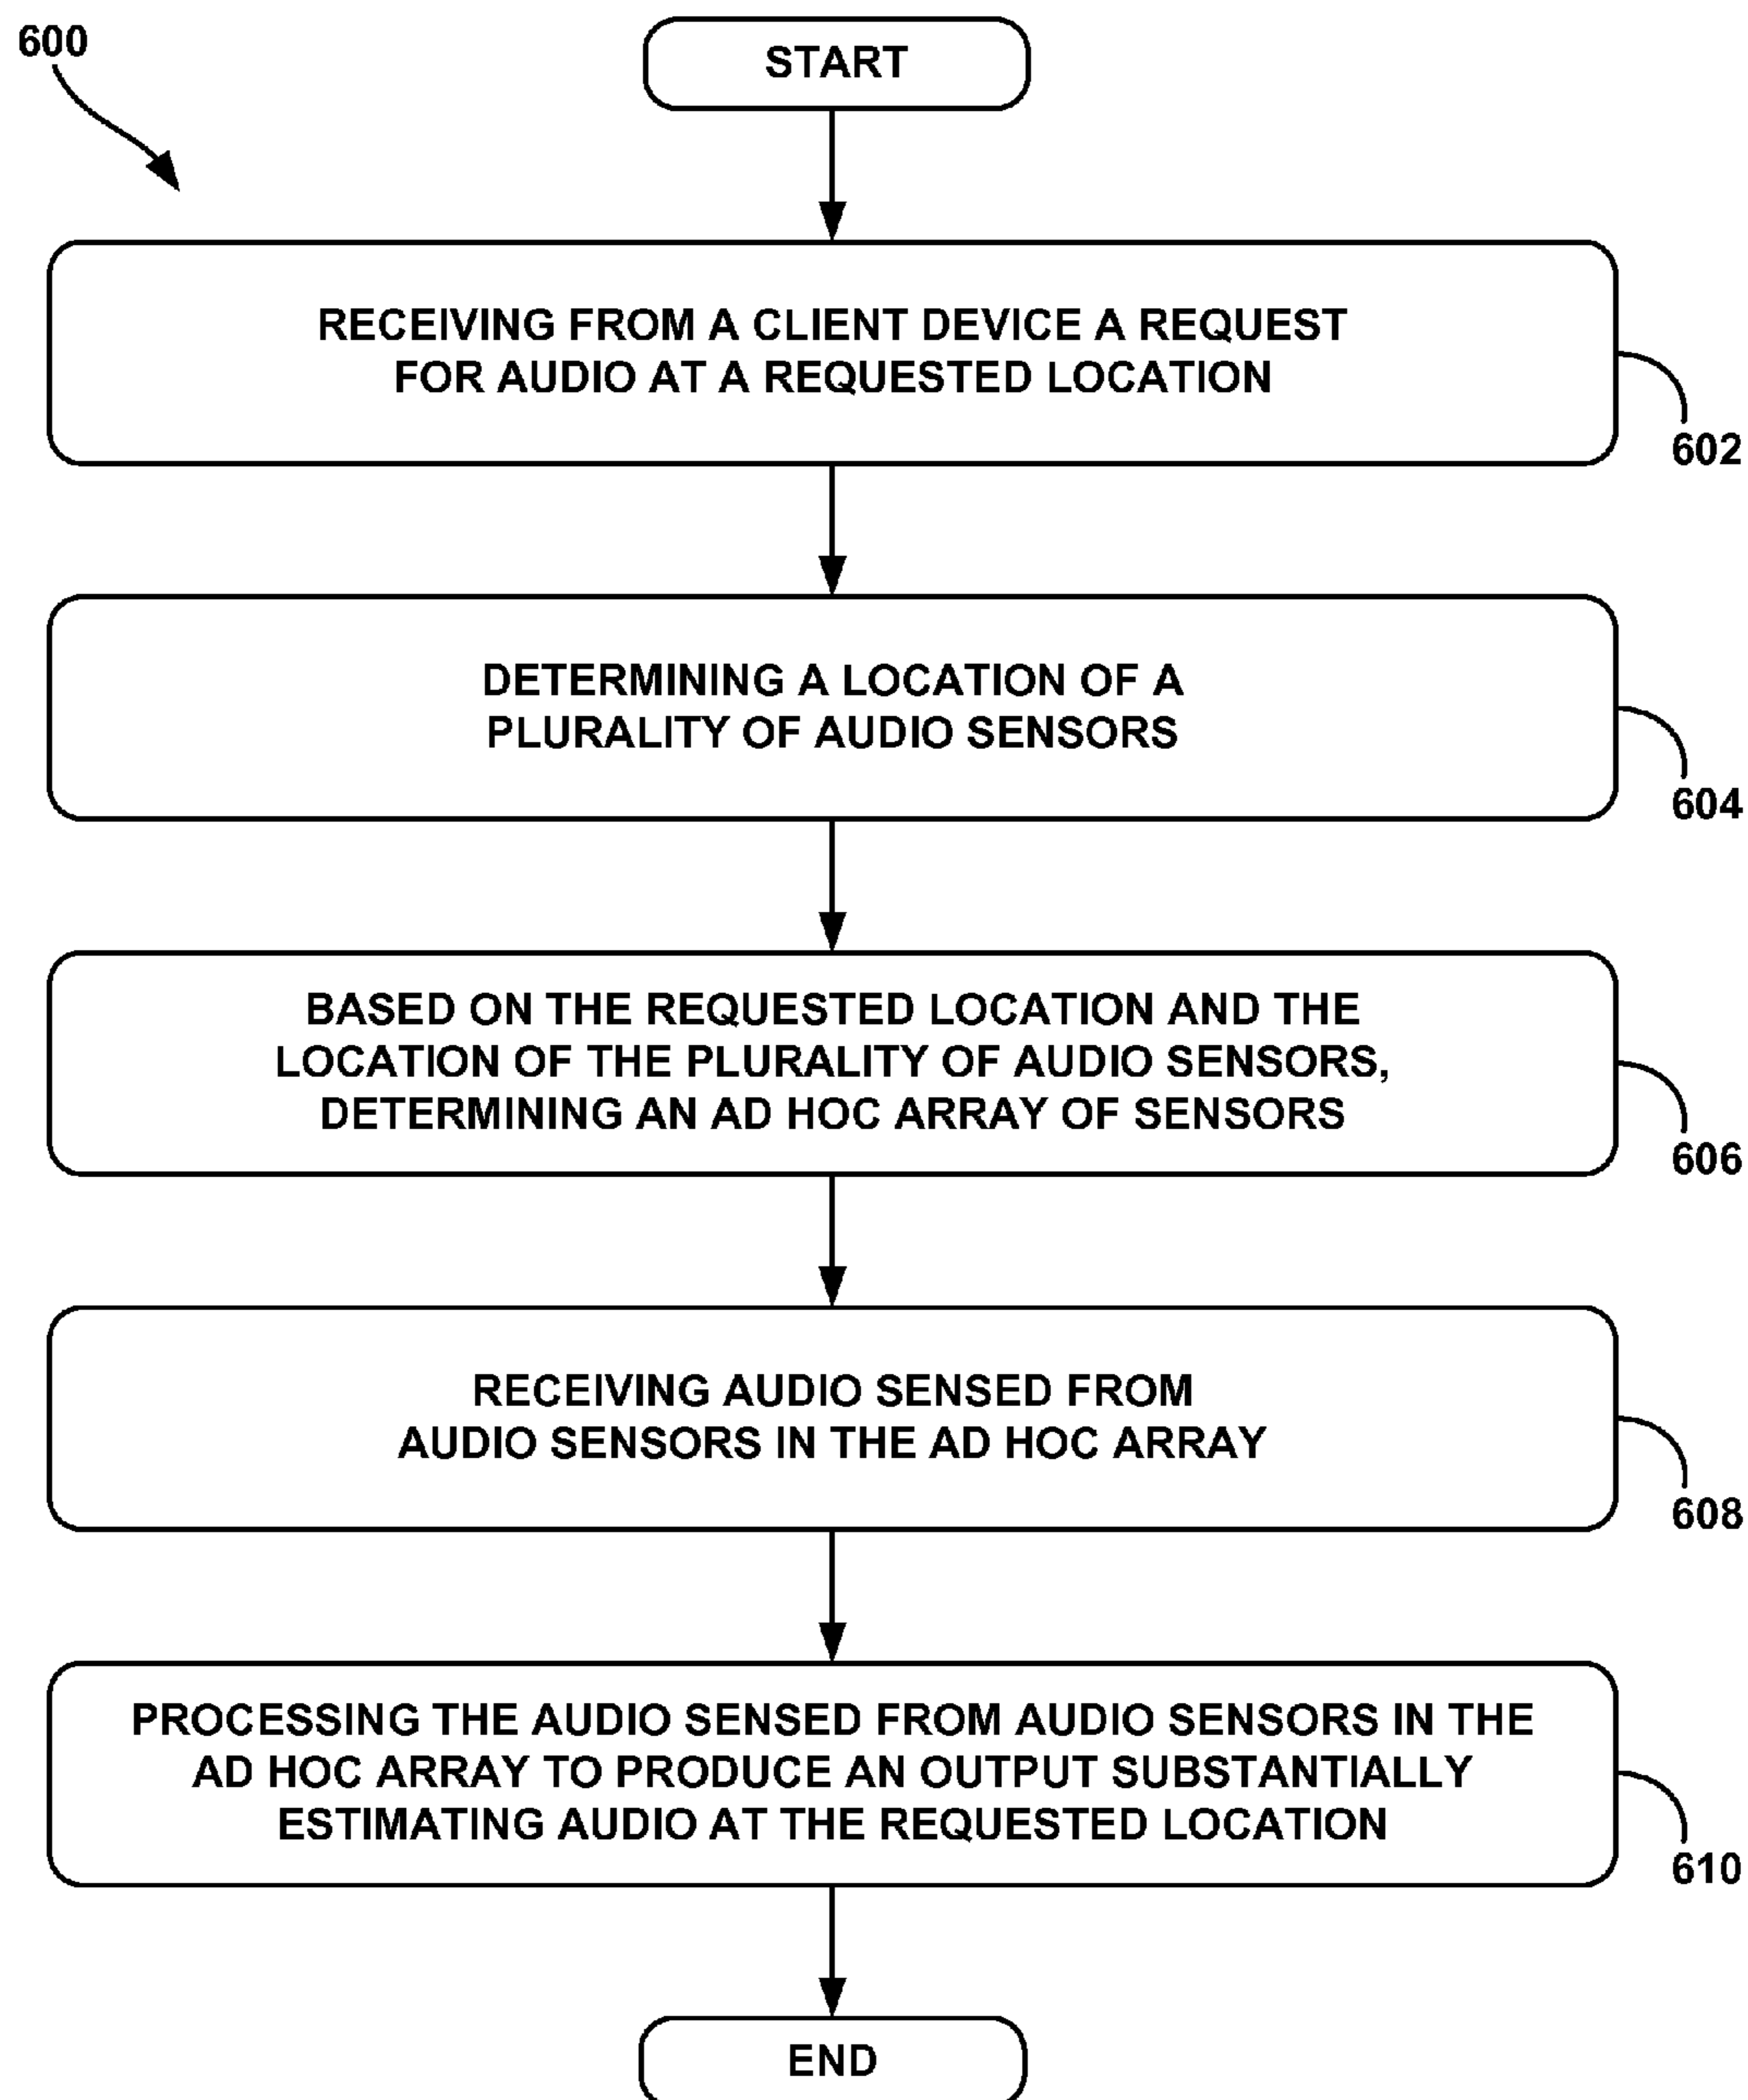 600
START
RECEIVING FROM A CLIENT DEVICE A REQUEST
FOR AUDIO AT A REQUESTED LOCATION
602
DETERMINING A LOCATION OF A
PLURALITY OF AUDIO SENSORS
604
BASED ON THE REQUESTED LOCATION AND THE
LOCATION OF THE PLURALITY OF AUDIO SENSORS,
DETERMINING AN AD HOC ARRAY OF SENSORS
606
RECEIVING AUDIO SENSED FROM
AUDIO SENSORS IN THE AD HOC ARRAY
608
PROCESSING THE AUDIO SENSED FROM AUDIO SENSORS IN THE
AD HOC ARRAY TO PRODUCE AN OUTPUT SUBSTANTIALLY
ESTIMATING AUDIO AT THE REQUESTED LOCATION
610
END